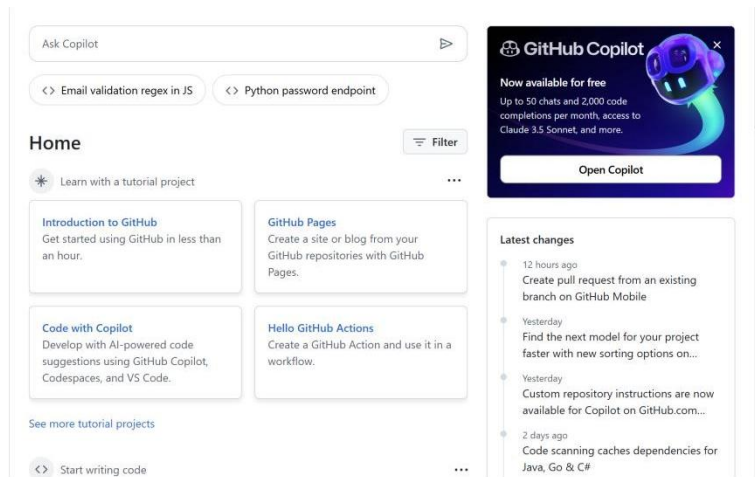 Ask Copilot
Email validation regex in JS
Python password endpoint
Home
Filter
Learn with a tutorial project
Introduction to GitHub
Get started using GitHub in less than
an hour.
GitHub Pages
Create a site or blog from your
GitHub repositories with GitHub
Pages.
Code with Copilot
Develop with AI-powered code
suggestions using GitHub Copilot,
Codespaces, and VS Code.
Hello GitHub Actions
Create a GitHub Action and use it in a
workflow.
See more tutorial projects
Start writing code
GitHub Copilot
Now available for free
Up to 50 chats and 2,000 code
completions per month, access to
Claude 3.5 Sonnet, and more.
Open Copilot
Latest changes
12 hours ago
Create pull request from an existing
branch on GitHub Mobile
Yesterday
Find the next model for your project
faster with new sorting options on...
Yesterday
Custom repository instructions are now
available for Copilot on GitHub.com...
2 days ago
Code scanning caches dependencies for
Java, Go & C#